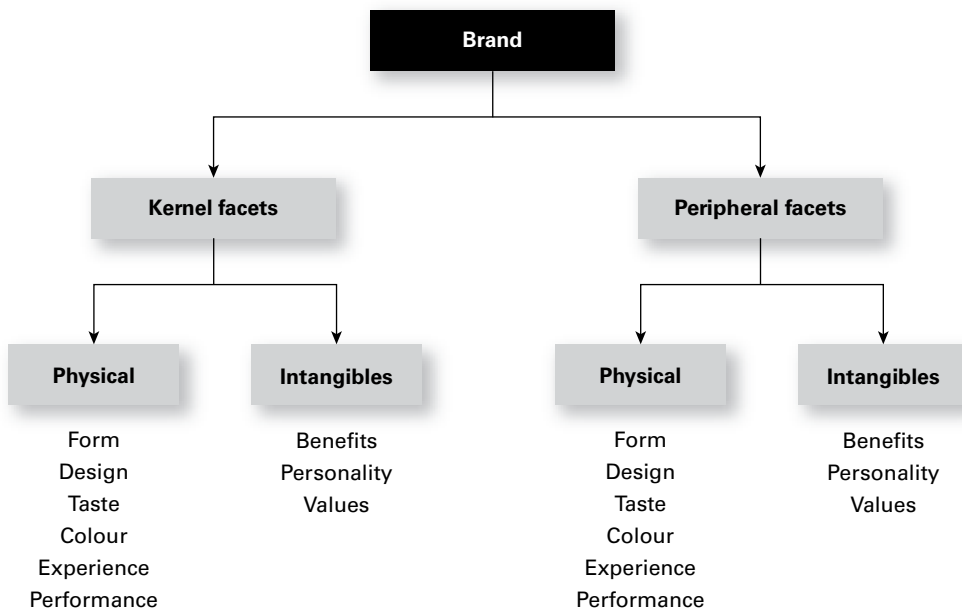 Brand
Kernel facets
Peripheral facets
Physical
Intangibles
Physical
Intangibles
Form
Design
Taste
Colour
Experience
Performance
Benefits
Personality
Values
Form
Design
Taste
Colour
Experience
Performance
Benefits
Personality
Values